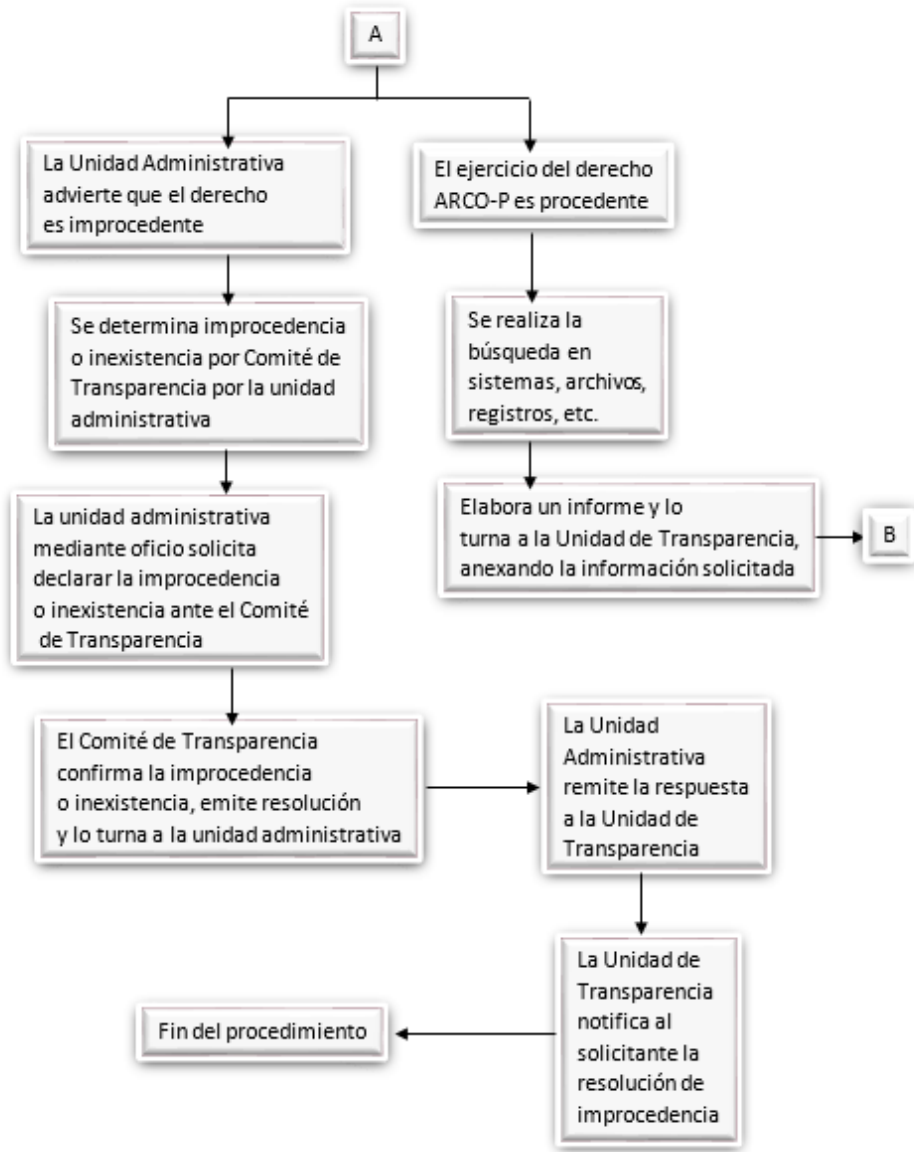 A
La Unidad Administrativa
advierte que el derecho
es improcedente
El ejercicio del derecho
ARCO-P es procedente
Se determina improcedencia
o inexistencia por Comité de
Transparencia por la unidad
administrativa
Se realiza la
búsqueda en
sistemas, archivos,
registros, etc.
La unidad administrativa
mediante oficio solicita
declarar la improcedencia
o inexistencia ante el Comité
de Transparencia
Elabora un informe y lo
turna a la Unidad de Transparencia,
anexando la información solicitada
B
El Comité de Transparencia
confirma la improcedencia
o inexistencia, emite resolución
y lo turna a la unidad administrativa
La Unidad
Administrativa
remite la respuesta
a la Unidad de
Transparencia
La Unidad de
Transparencia
notifica al
solicitante la
resolución de
improcedencia
Fin del procedimiento